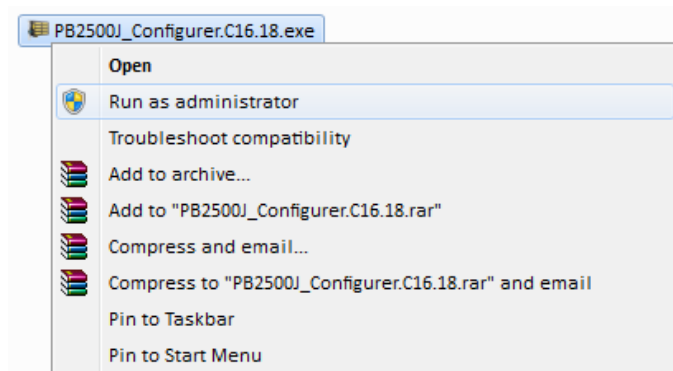 PB2500J_Configurer.C16.18.exe
Open
Run as administrator
Troubleshoot compatibility
Add to archive...
Add to "PB2500J_Configurer.C16.18.rar"
Compress and email...
Compress to "PB2500J_Configurer.C16.18.rar" and email
Pin to Taskbar
Pin to Start Menu